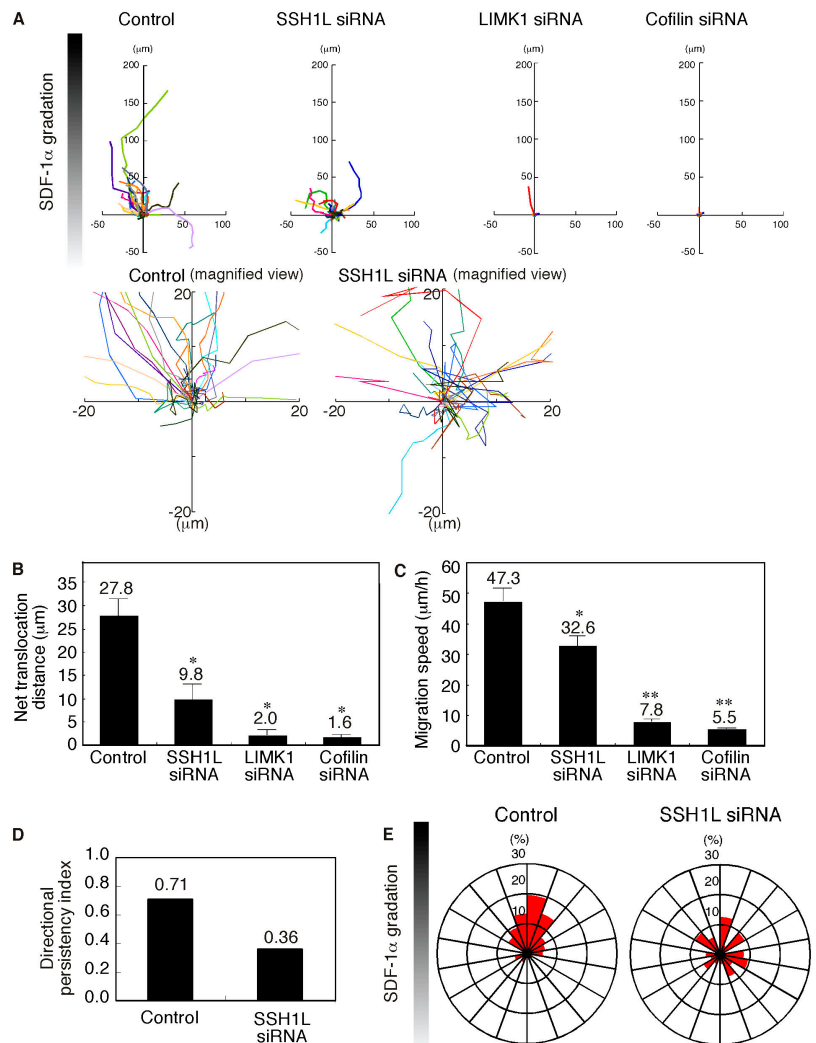 A
Control
SSH1L siRNA
LIMK1 siRNA
Cofilin siRNA
SDF-1α gradation
(μm)
200
150
100
50
50
0
100
-50
(μm)
200
150
100
50
50
0
100
-50
(μm)
200
150
100
50
50
0
100
-50
(μm)
200
150
100
50
50
0
100
-50
Control (magnified view)
20
-20
20
-20
(μm)
SSH1L siRNA (magnified view)
20
-20
20
-20
(μm)
B
Net translocation
distance (μm)
35
30
25
20
15
10
5
0
27.8
*
9.8
*
2.0
*
1.6
Control
SSH1L
siRNA
LIMK1
siRNA
Cofilin
siRNA
C
Migration speed (μm/h)
60
50
40
30
20
10
0
47.3
*
32.6
**
7.8
**
5.5
Control
SSH1L
siRNA
LIMK1
siRNA
Cofilin
siRNA
D
Directional
persistency index
1.0
0.8
0.6
0.4
0.2
0.0
0.71
0.36
Control
SSH1L
siRNA
E
SDF-1α gradation
Control
(%)
30
20
10
SSH1L siRNA
(%)
30
20
10